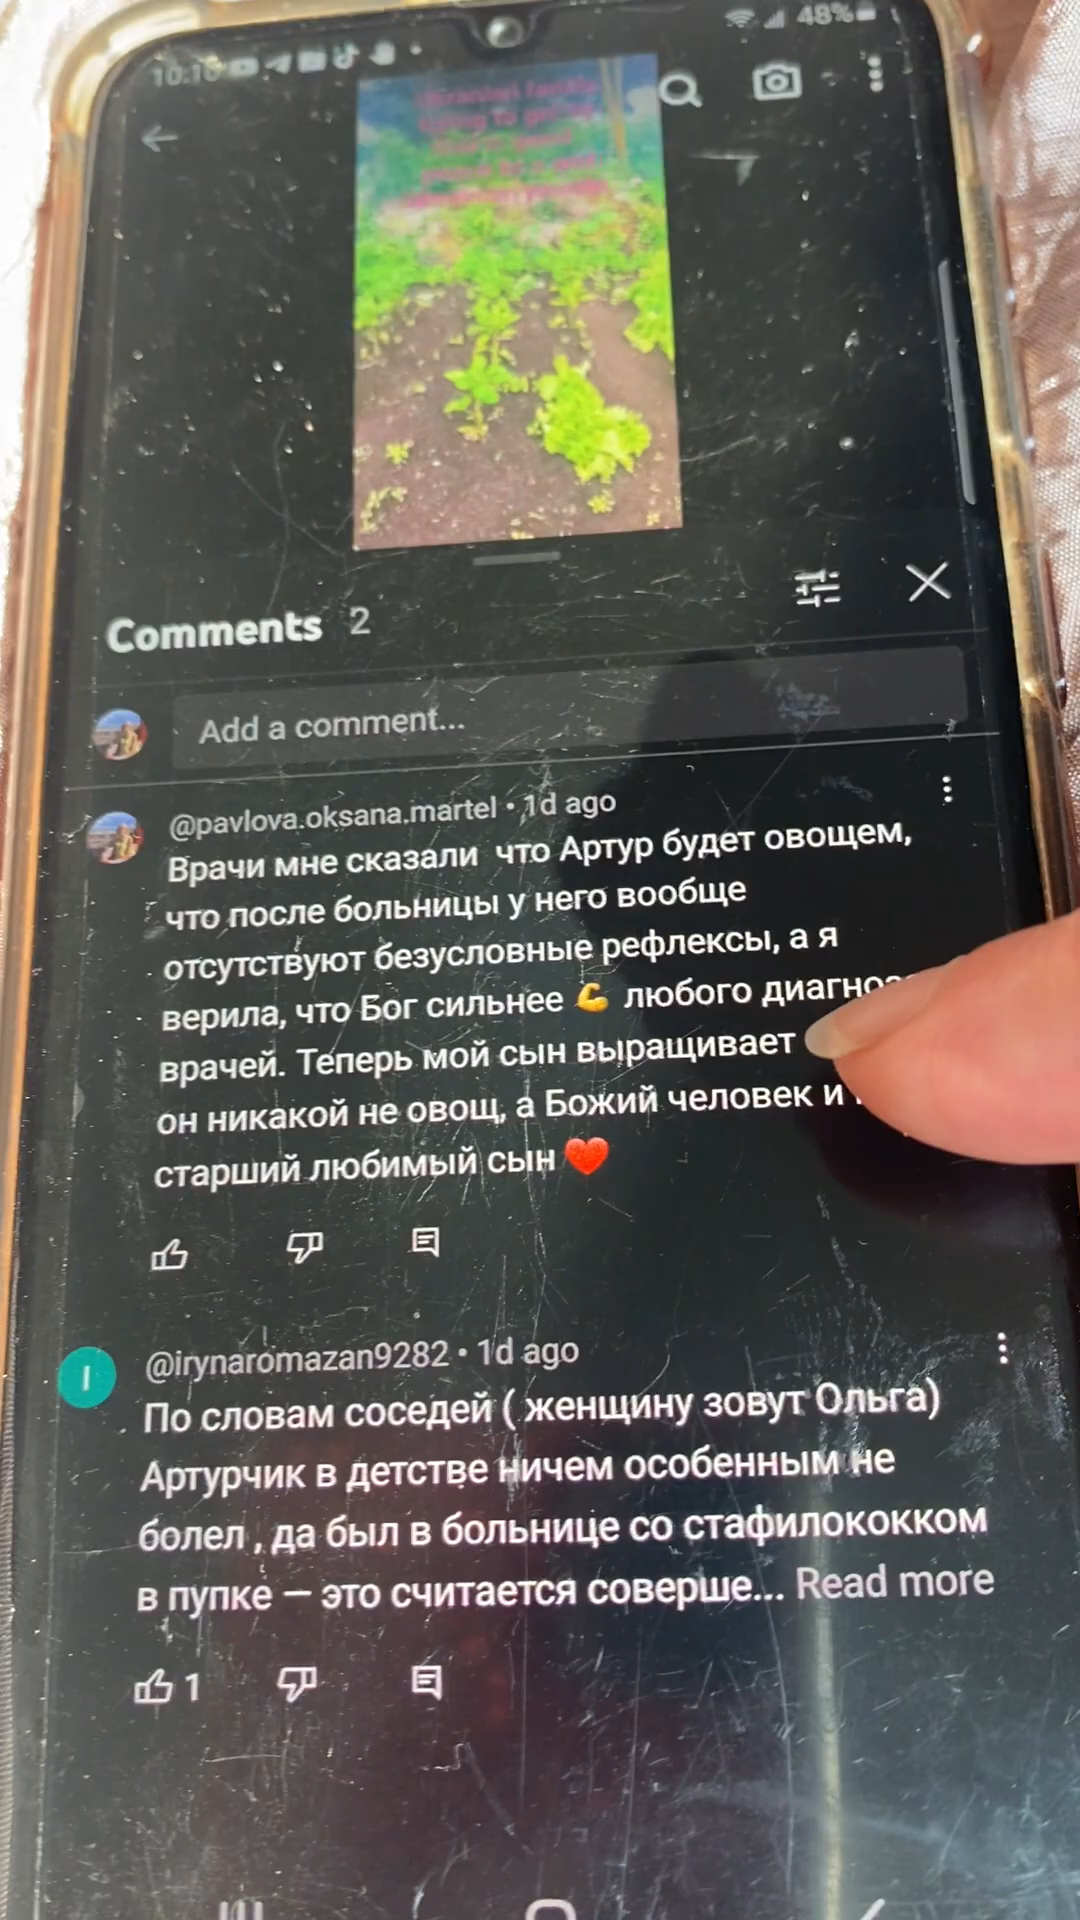 48%
Comments 2
Add a comment...
@pavlova.oksana.martel • 1d ago
Врачи мне сказали что Артур будет овощем,
что после больницы у него вообще
отсутствуют безусловные рефлексы, а я
верила, что Бог сильнее 💪 любого
врачей. Теперь мой сын выращивает
он никакой не овощ, а Божий человек и
старший любимый сын ❤️
I
@irynaromazan9282 • 1d ago
По словам соседей ( женщину зовут Ольга)
Артурчик в детстве ничем особенным не
болел , да был в больнице со стафилококком
в пупке — это считается соверше... Read more
1